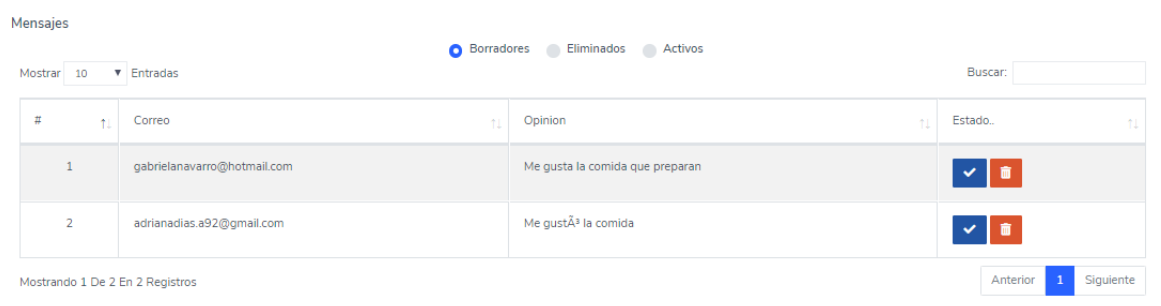 Mensajes
Borradores Eliminados Activos
Mostrar 10 Entradas Buscar:
# Correo Opinion Estado..
1 gabrielanavarro@hotmail.com Me gusta la comida que preparan
2 adrianadias.a92@gmail.com Me gustÃ³ la comida
Mostrando 1 De 2 En 2 Registros Anterior 1 Siguiente